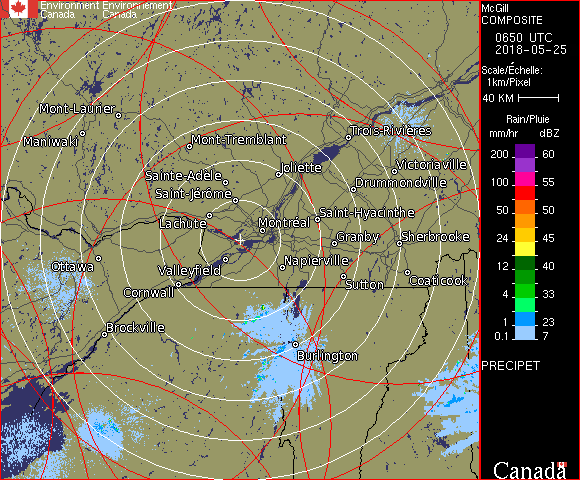 Environment Environnement
Canada Canada
McGill
COMPOSITE
0650 UTC
2018-05-25
Scale/Échelle:
1km/Pixel
40 KM
Rain/Pluie
mm/hr dBZ
200 60
100 55
50 50
24 45
12 40
4 33
1 23
0.1 7
PRECIPET
Canada
Mont-Laurier
Maniwaki
Mont-Tremblant
Trois-Rivières
Sainte-Adèle
Joliette
Victoriaville
Saint-Jérôme
Drummondville
Lachute
Montréal
Saint-Hyacinthe
Granby
Sherbrooke
Ottawa
Valleyfield
Napierville
Cornwall
Sutton
Coaticook
Brockville
Burlington